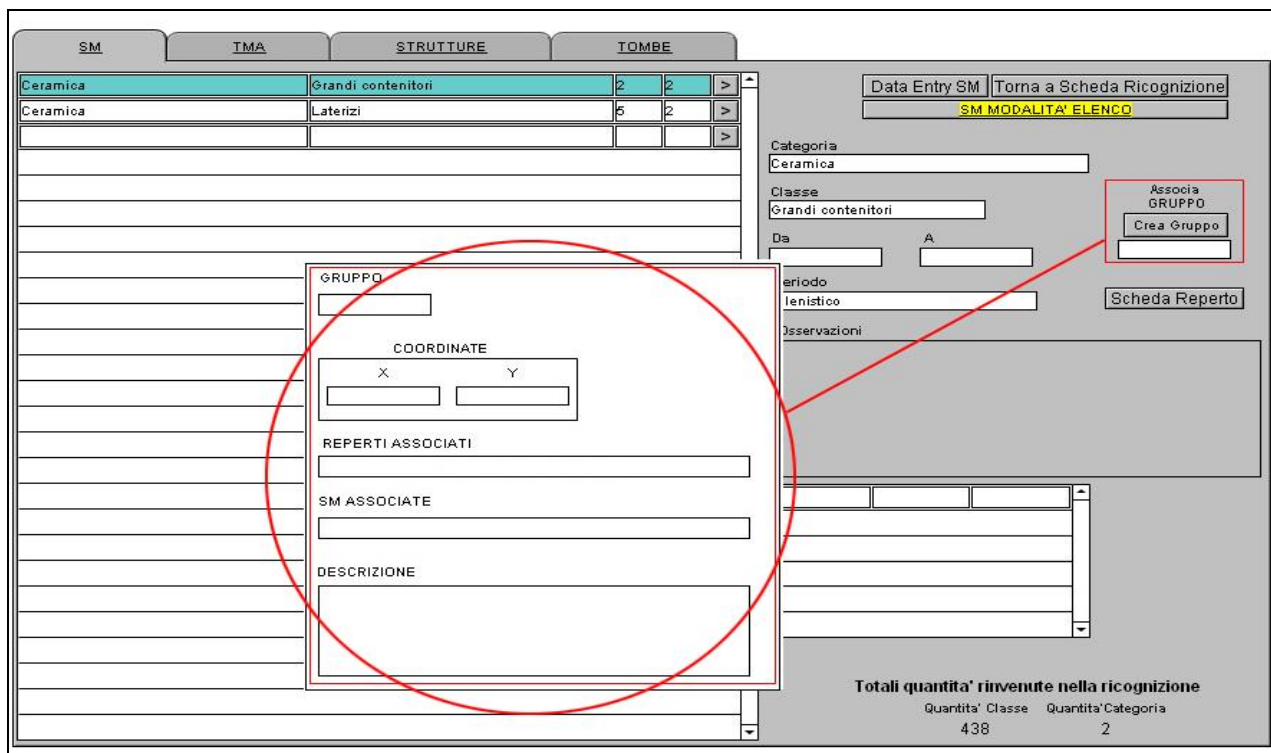 SM TMA STRUTTURE TOMBE
Ceramica Grandi contenitori 2 2 >
Ceramica Laterizi 5 2 >
>
Data Entry SM Torna a Scheda Ricognizione
SM MODALITA' ELENCO
Categoria
Ceramica
Classe
Grandi contenitori
Da A
eriodo
lenistico
Osservazioni
Associa
GRUPPO
Crea Gruppo
Scheda Reperto
GRUPPO
COORDINATE
X Y
REPERTI ASSOCIATI
SM ASSOCIATE
DESCRIZIONE
Totali quantita' rinvenute nella ricognizione
Quantita' Classe Quantita'Categoria
438 2